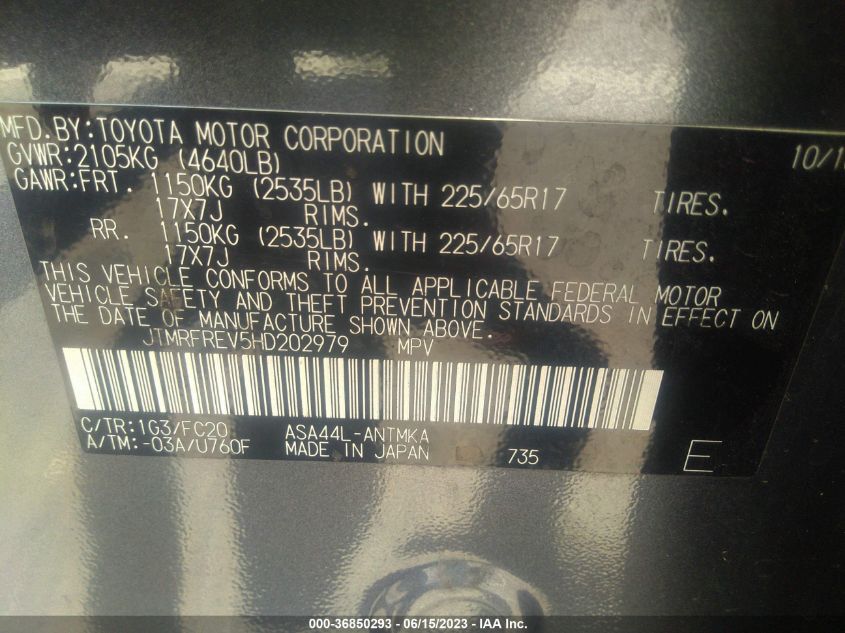 MFD.BY:TOYOTA MOTOR CORPORATION
GVWR:2105KG (4640LB)
GAWR:FRT. 1150KG (2535LB) WITH 225/65R17 TIRES.
17X7J RIMS.
RR. 1150KG (2535LB) WITH 225/65R17 TIRES.
17X7J RIMS.
THIS VEHICLE CONFORMS TO ALL APPLICABLE FEDERAL MOTOR
VEHICLE SAFETY AND THEFT PREVENTION STANDARDS IN EFFECT ON
THE DATE OF MANUFACTURE SHOWN ABOVE.
JTMRFREV5HD202979 MPV
C/TR:1G3/FC20 ASA44L-ANTMKA
A/TM:-03A/U760F MADE IN JAPAN 735 E
000-36850293 - 06/15/2023 - IAA Inc.